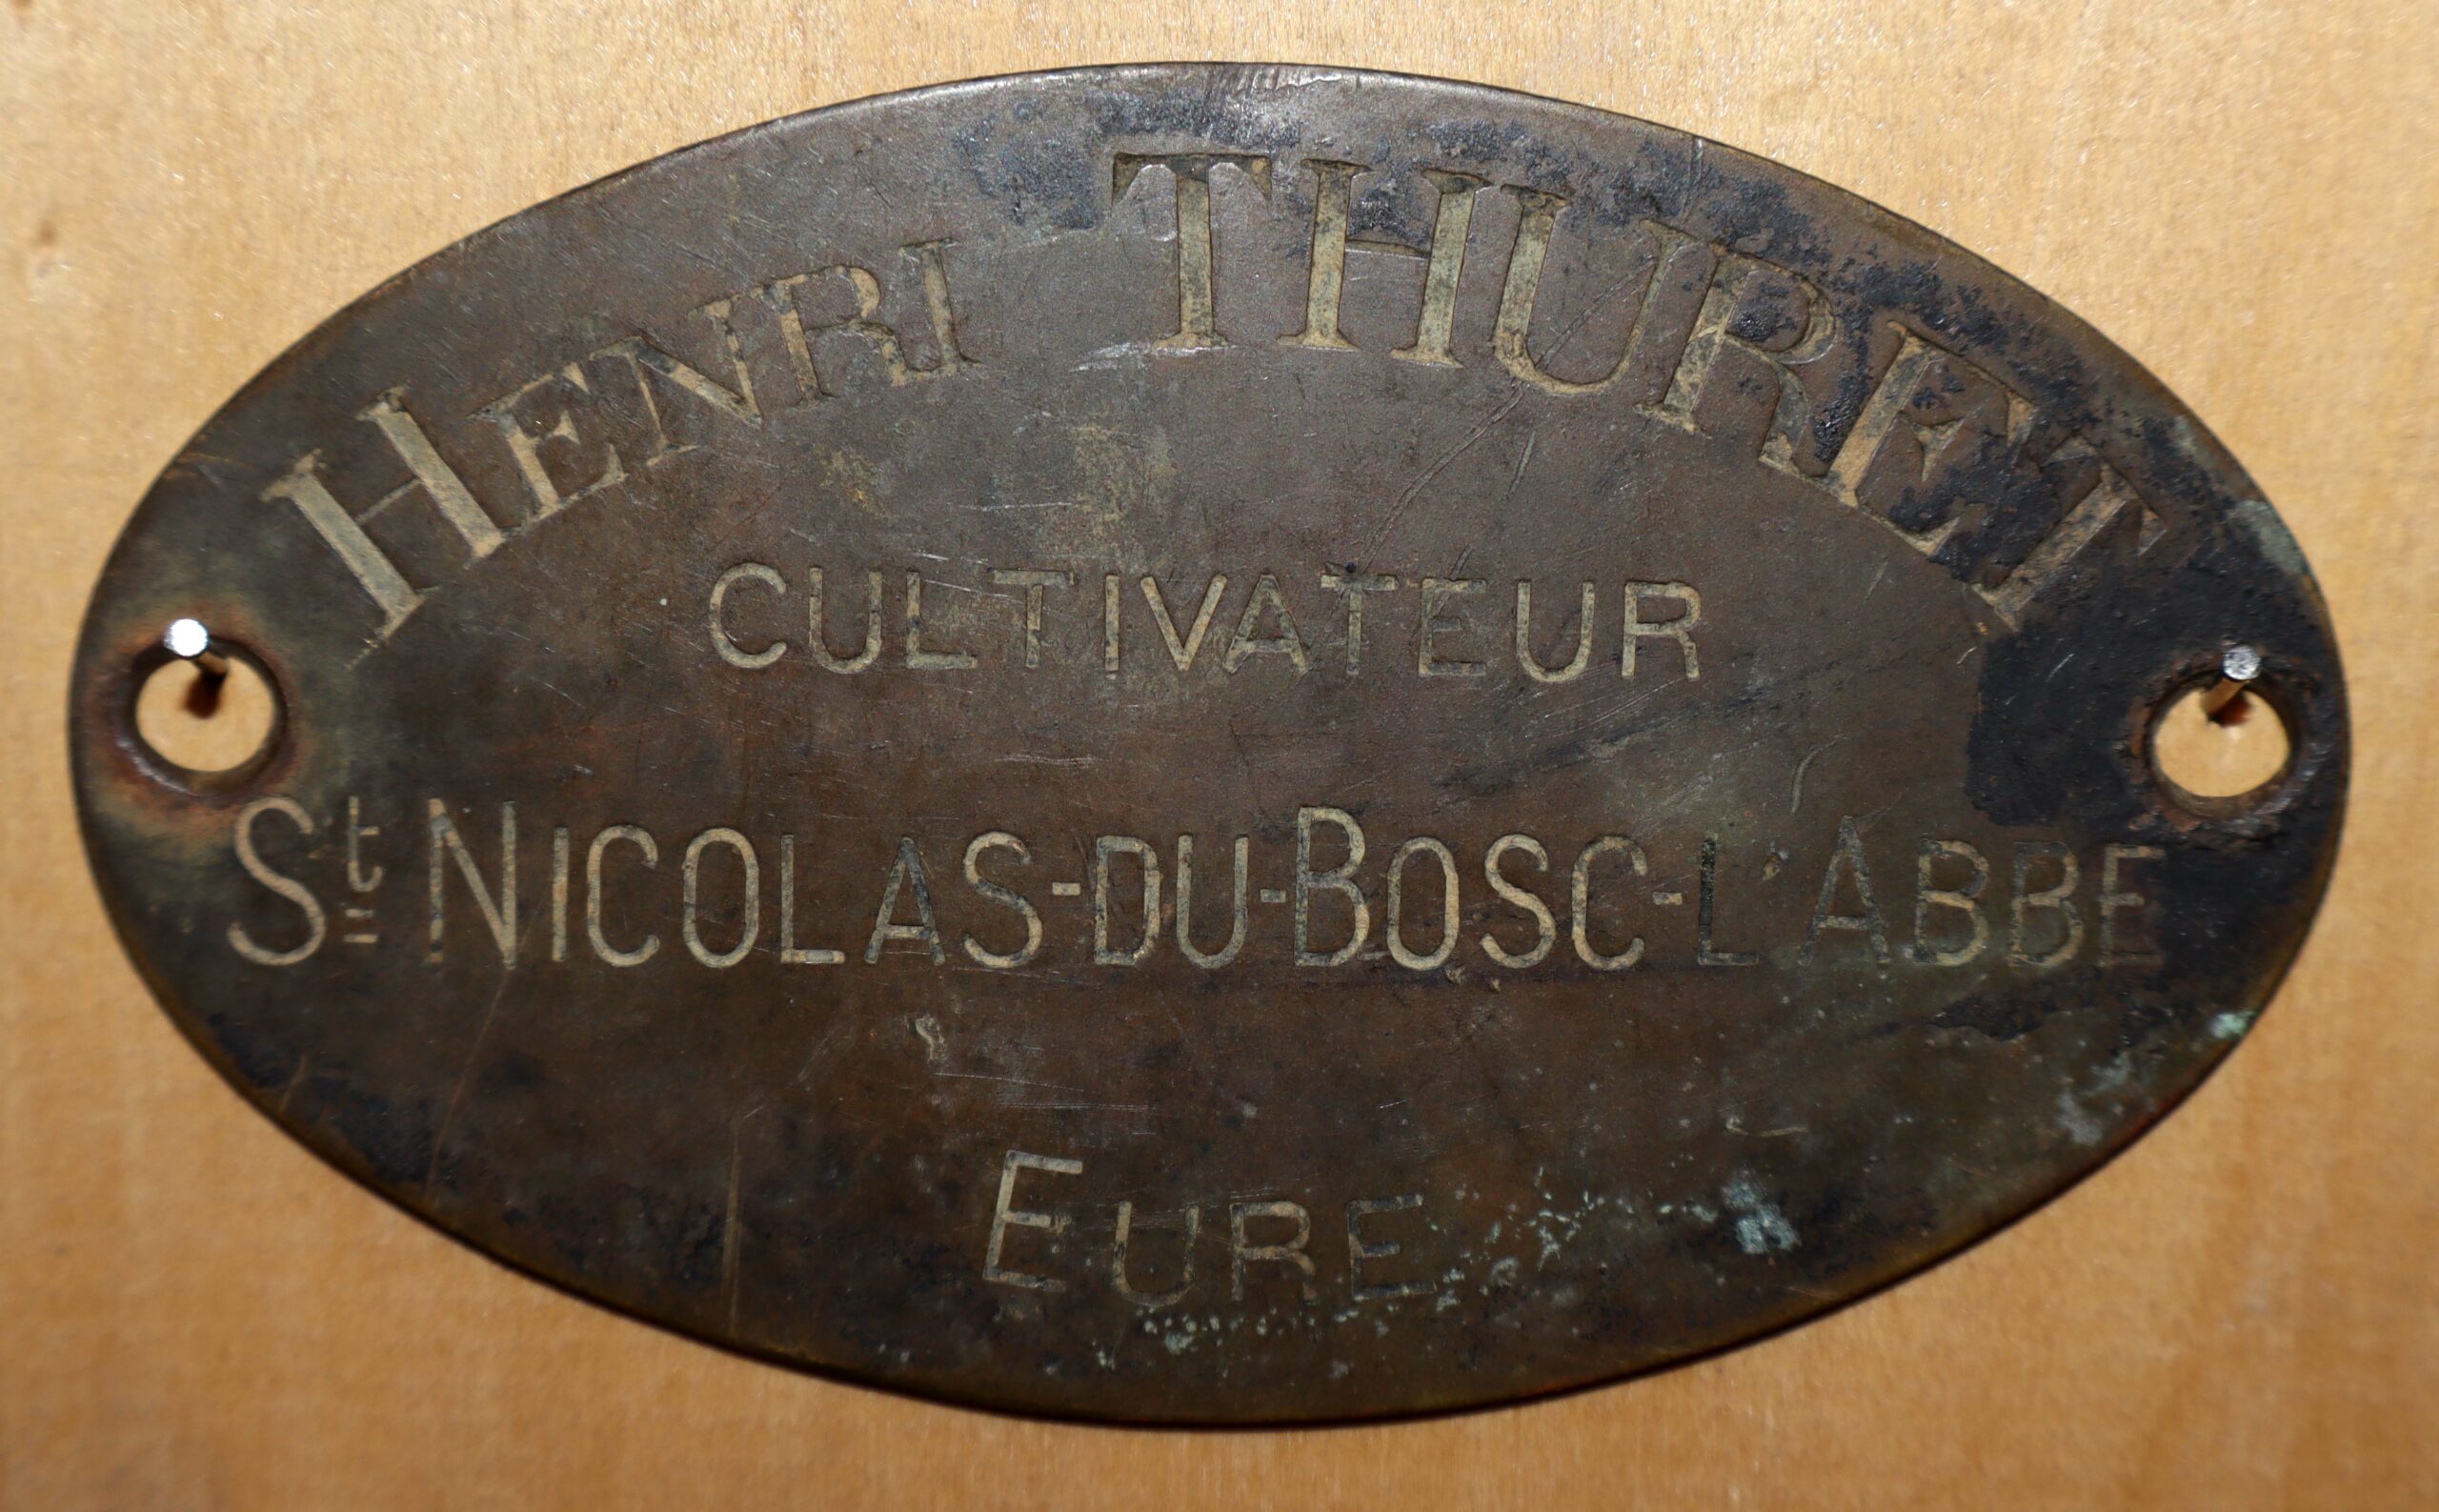 HENRI THURET
CULTIVATEUR
St NICOLAS-DU-BOSC-L'ABBE
EURE